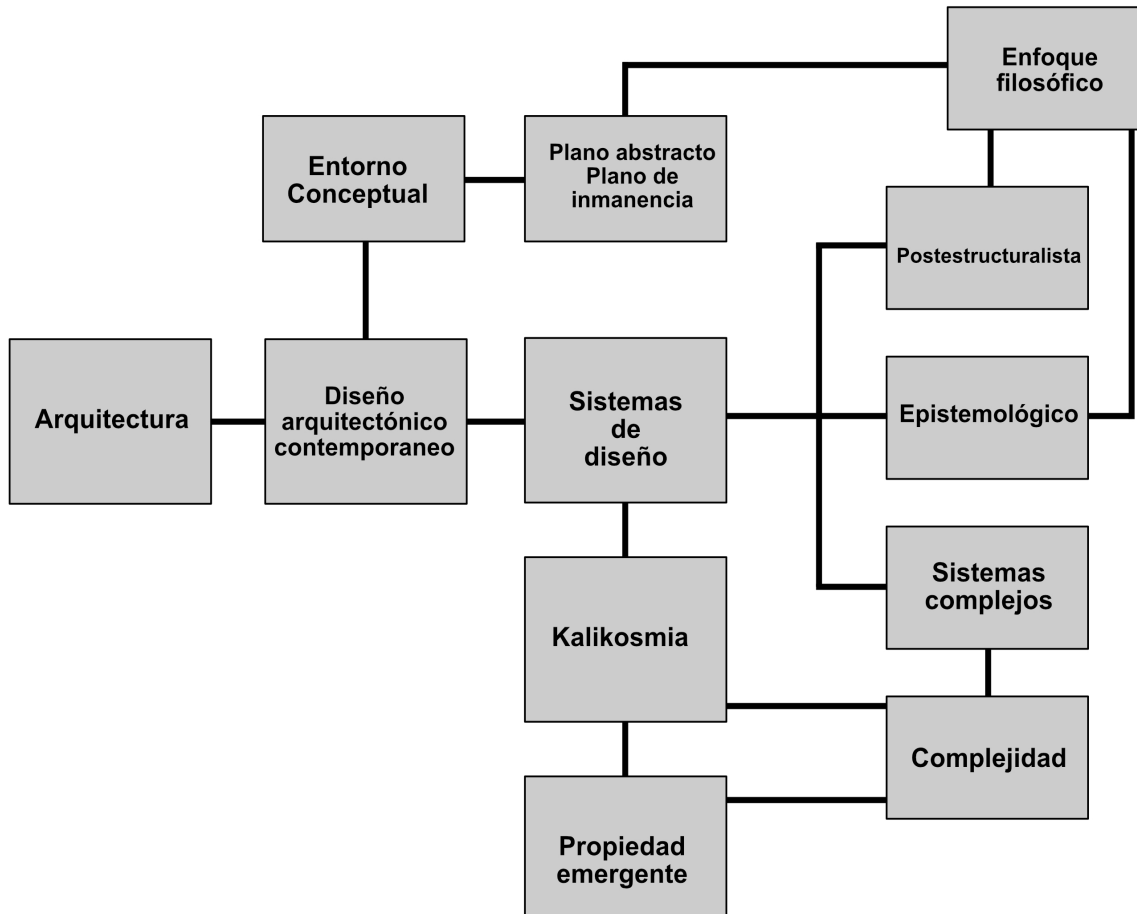 Enfoque
filosófico
Entorno
Conceptual
Plano abstracto
Plano de
inmanencia
Postestructuralista
Arquitectura
Diseño
arquitectónico
contemporaneo
Sistemas
de
diseño
Epistemológico
Sistemas
complejos
Kalikosmia
Complejidad
Propiedad
emergente